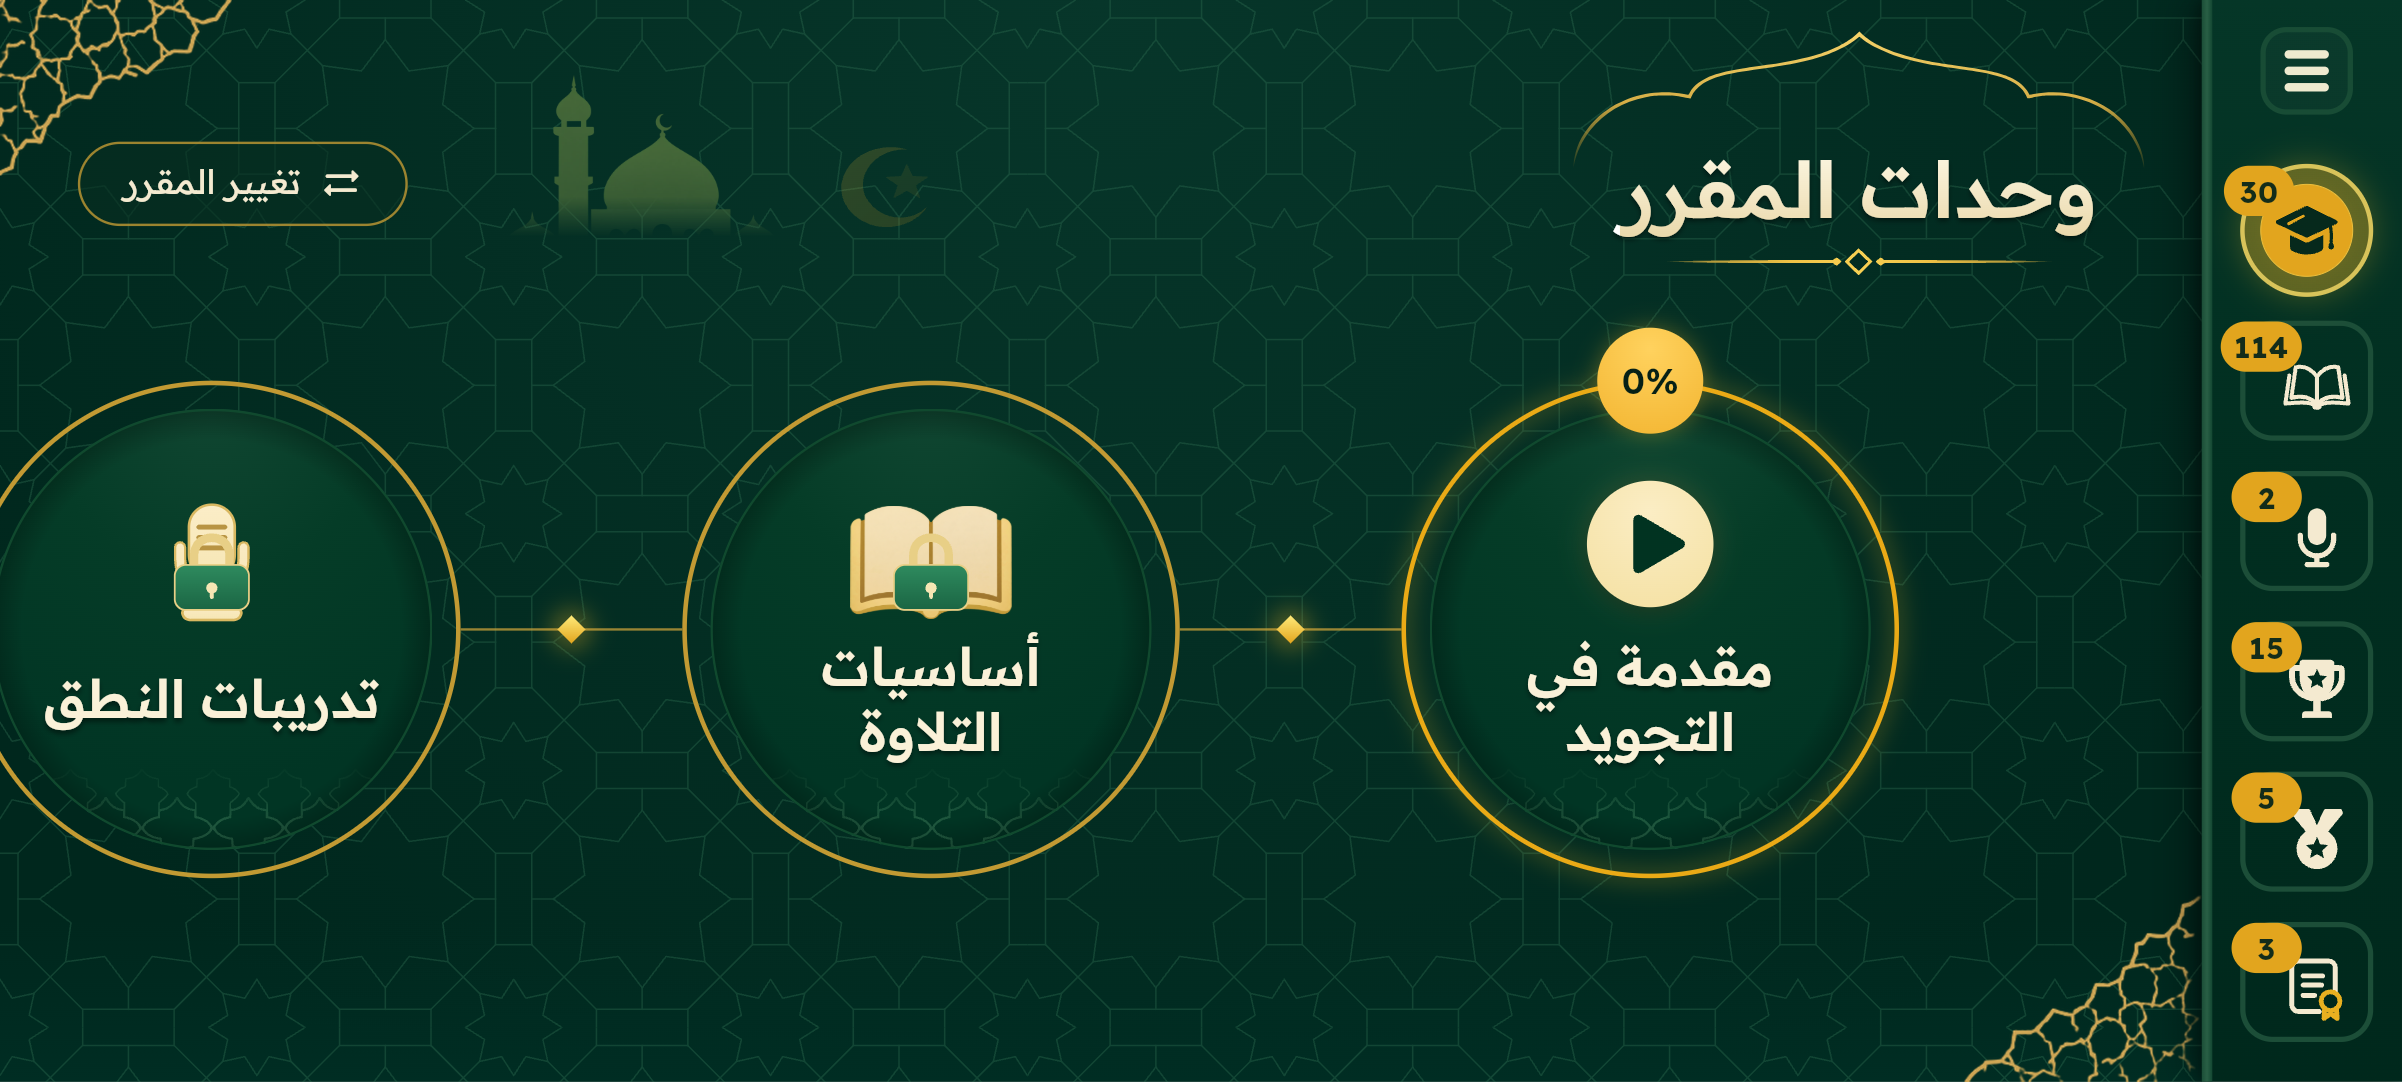 وحدات المقرر
تغيير المقرر
0%
مقدمة في
التجويد
أساسيات
التلاوة
تدريبات النطق
30
114
2
15
5
3